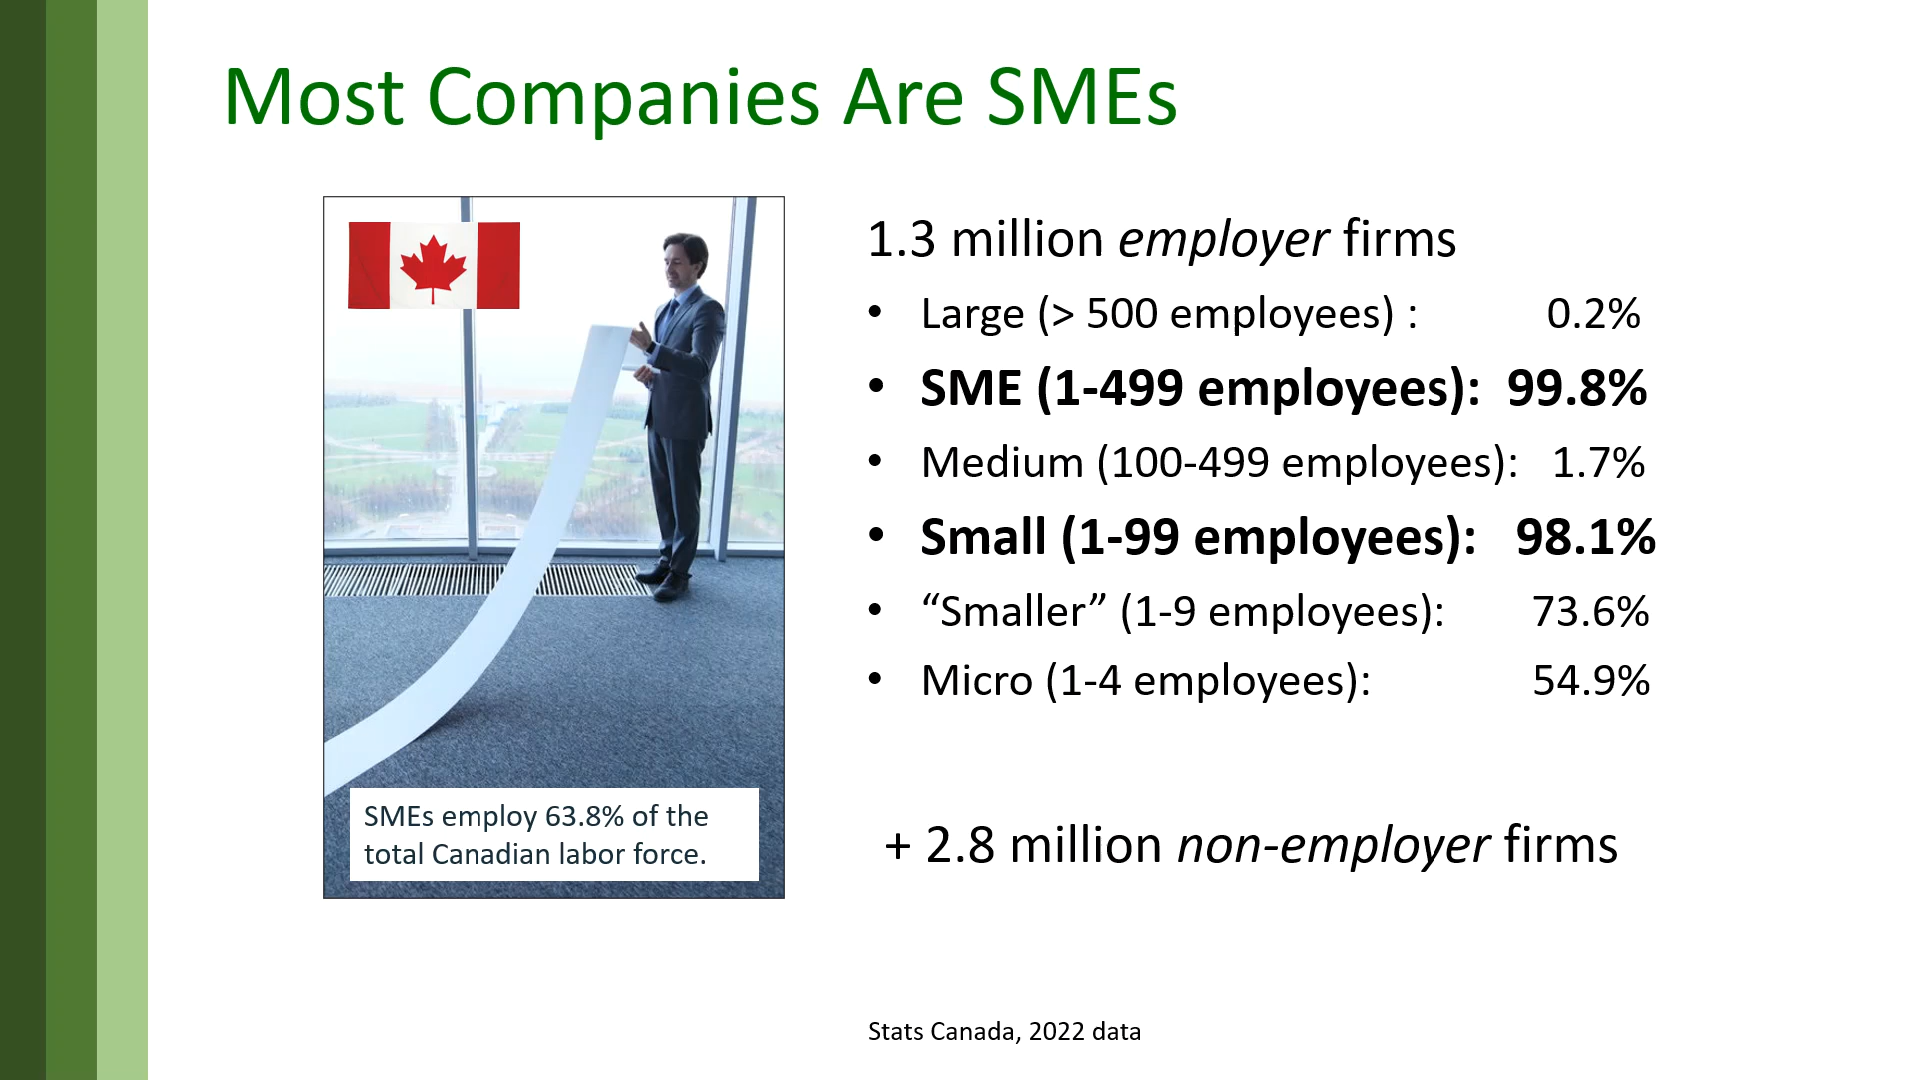 Most Companies Are SMEs
1.3 million employer firms
• Large (> 500 employees) : 0.2%
• SME (1-499 employees): 99.8%
• Medium (100-499 employees): 1.7%
• Small (1-99 employees): 98.1%
• “Smaller” (1-9 employees): 73.6%
• Micro (1-4 employees): 54.9%
+ 2.8 million non-employer firms
SMEs employ 63.8% of the
total Canadian labor force.
Stats Canada, 2022 data